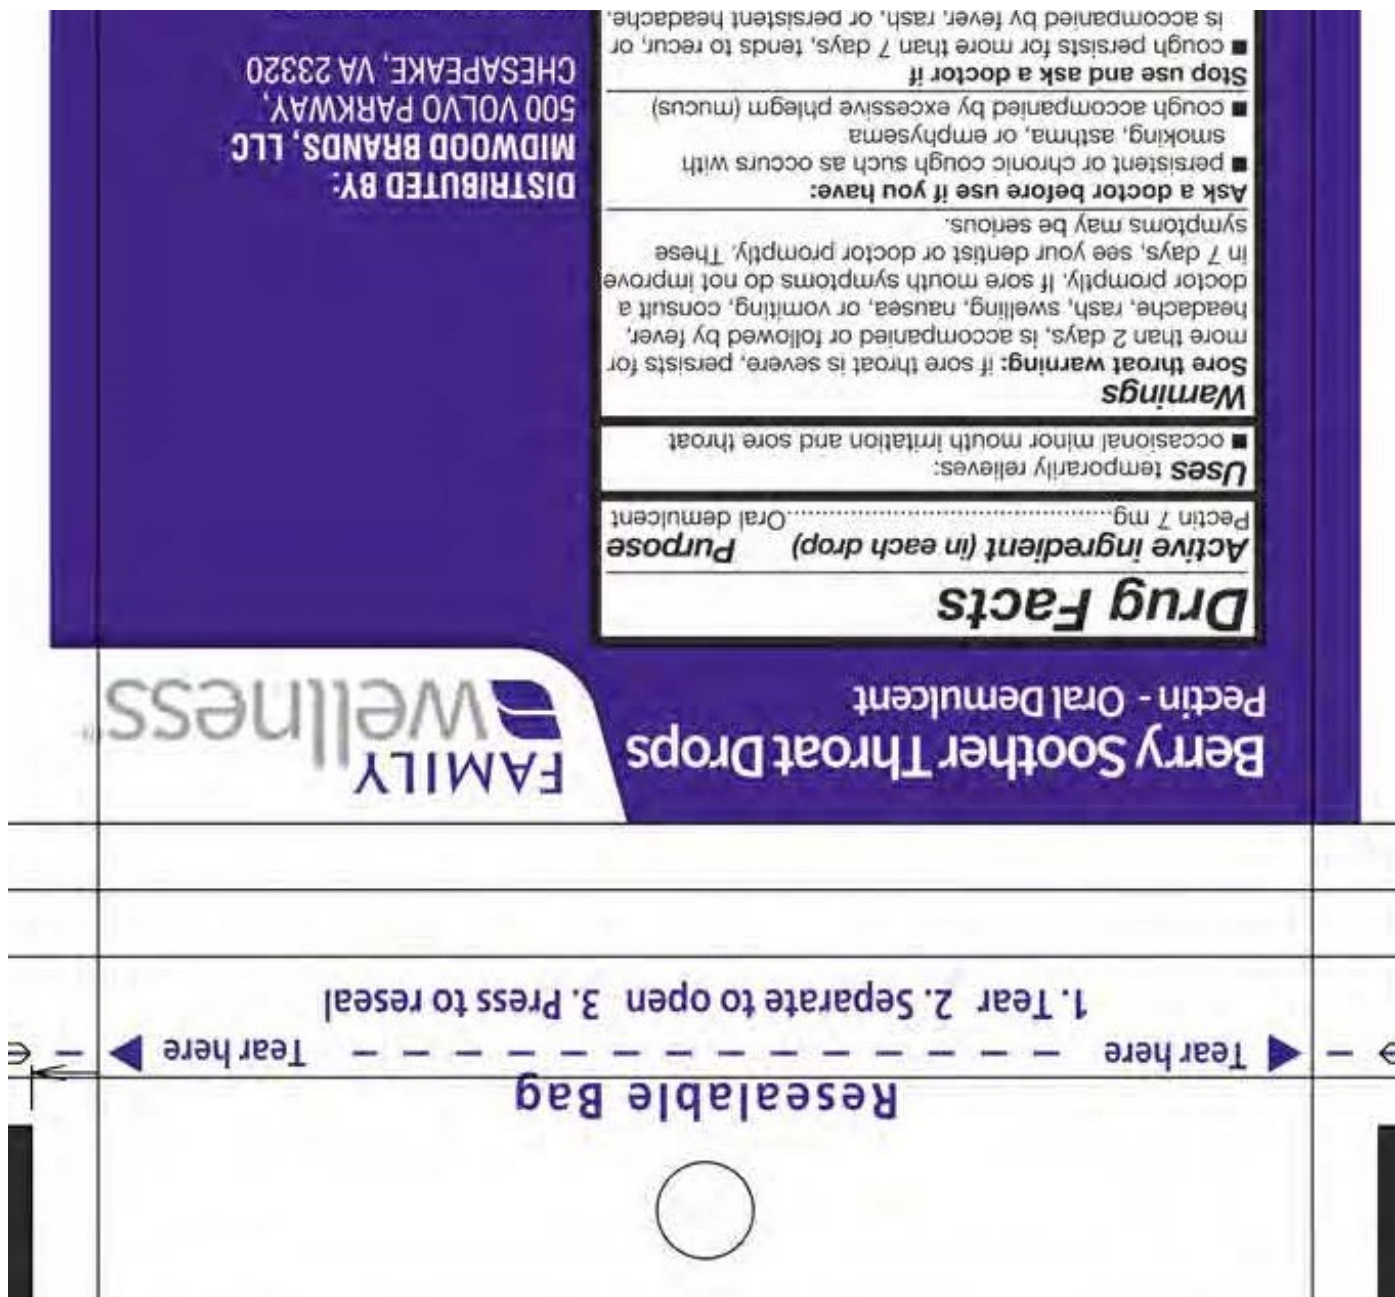 Resealable Bag
Tear here Tear here
1. Tear 2. Separate to open 3. Press to reseal
Berry Soother Throat Drops
Pectin - Oral Demulcent
FAMILY
wellness
Drug Facts
Active ingredient (in each drop) Purpose
Pectin 7 mg..........................................Oral demulcent
Uses temporarily relieves:
■ occasional minor mouth irritation and sore throat
Warnings
Sore throat warning: if sore throat is severe, persists for
more than 2 days, is accompanied or followed by fever,
headache, rash, swelling, nausea, or vomiting, consult a
doctor promptly. If sore mouth symptoms do not improve
in 7 days, see your dentist or doctor promptly. These
symptoms may be serious.
Ask a doctor before use if you have:
■ persistent or chronic cough such as occurs with
smoking, asthma, or emphysema
■ cough accompanied by excessive phlegm (mucus)
Stop use and ask a doctor if
■ cough persists for more than 7 days, tends to recur, or
is accompanied by fever, rash, or persistent headache.
DISTRIBUTED BY:
MIDWOOD BRANDS, LLC
500 VOLVO PARKWAY,
CHESAPEAKE, VA 23320